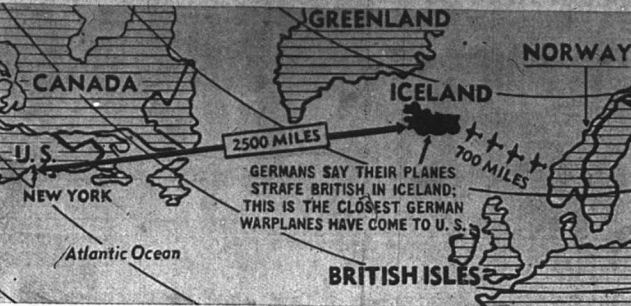 GREENLAND
NORWAY
CANADA
ICELAND
2500 MILES
700 MILES
U. S.
NEW YORK
GERMANS SAY THEIR PLANES
STRAFE BRITISH IN ICELAND;
THIS IS THE CLOSEST GERMAN
WARPLANES HAVE COME TO U. S.
Atlantic Ocean
BRITISH ISLES